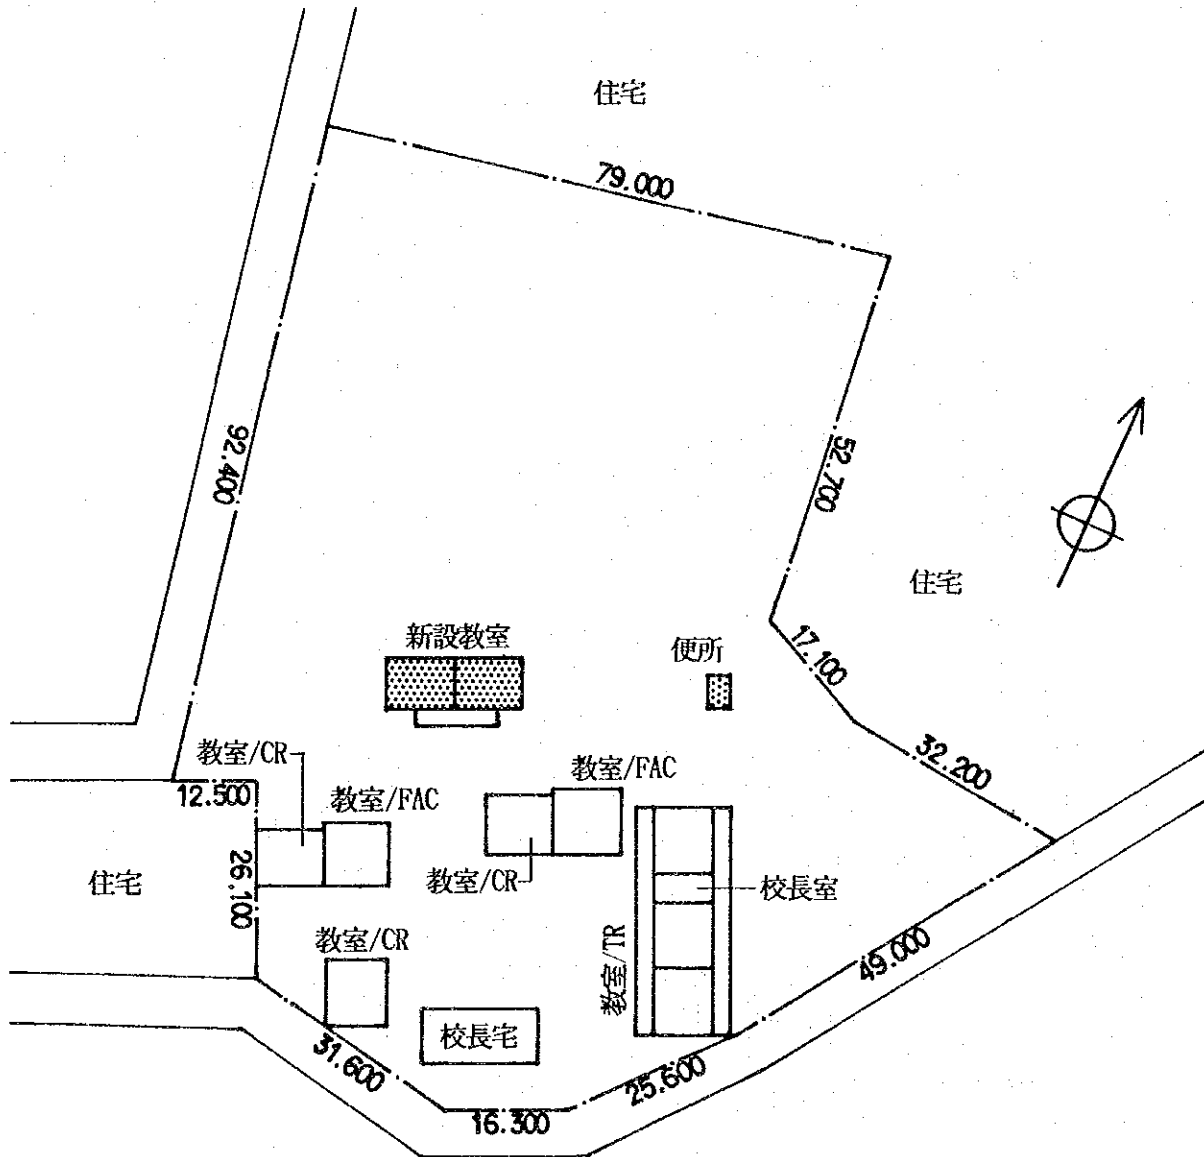 住宅
79.000
92.400
52.700
住宅
新設教室
便所
17.100
32.200
教室/CR
教室/FAC
12.500
教室/FAC
住宅
26.100
教室/CR
校長室
教室/CR
教室/TR
49.000
校長宅
31.600
25.600
16.300